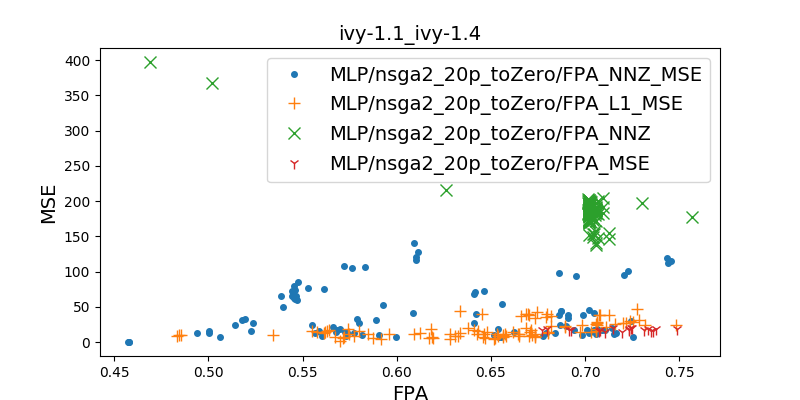 ivy-1.1_ivy-1.4
MLP/nsga2_20p_toZero/FPA_NNZ_MSE
MLP/nsga2_20p_toZero/FPA_L1_MSE
MLP/nsga2_20p_toZero/FPA_NNZ
MLP/nsga2_20p_toZero/FPA_MSE
MSE
400
350
300
250
200
150
100
50
0
0.45 0.50 0.55 0.60 0.65 0.70 0.75
FPA